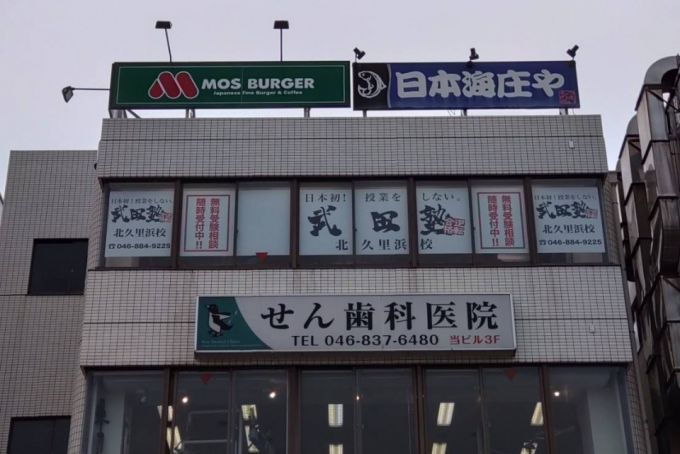 MOS BURGER
Japanese Fine Burger & Coffee
日本海庄や
日本初!授業をしない。
武田塾
北久里浜校
☎046-884-9225
無料受験相談
随時受付中!!
日本初! 授業を しない。
武田塾
北久里浜校
無料受験相談
随時受付中!!
日本初!授業をしない。
武田塾
北久里浜校
☎046-884-9225
せん歯科医院
TEL 046-837-6480 当ビル3F